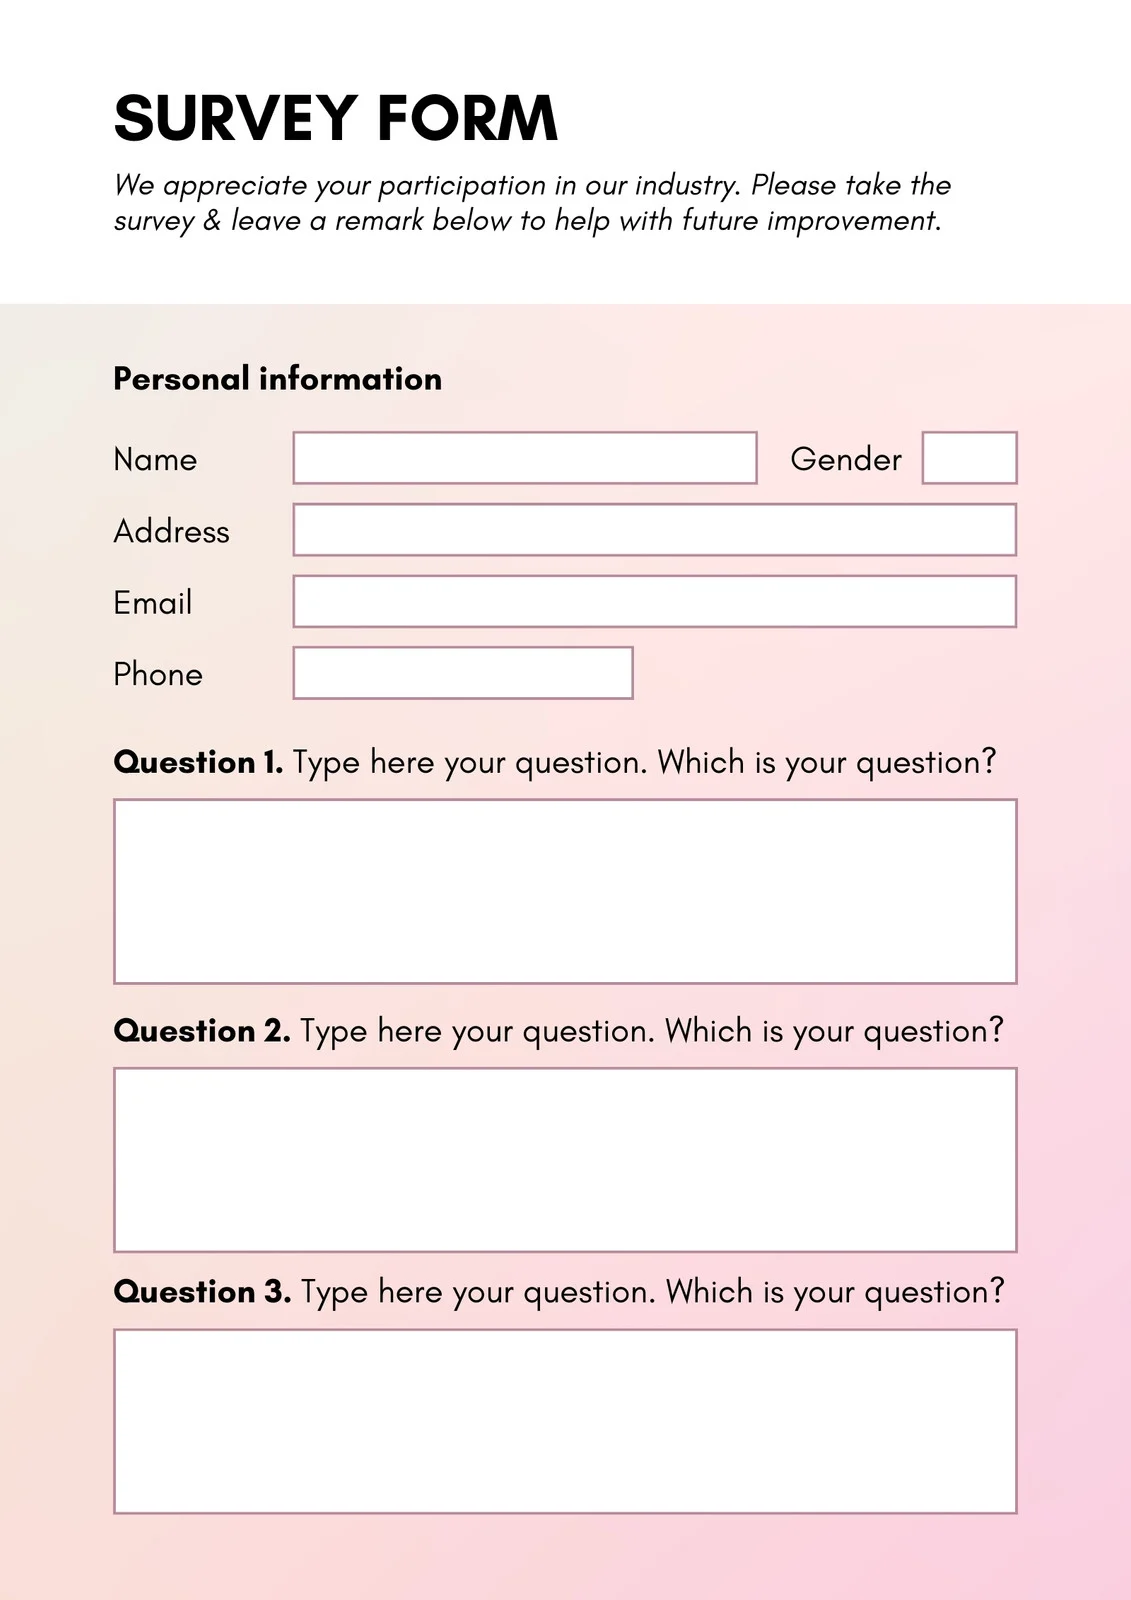 SURVEY FORM
We appreciate your participation in our industry. Please take the
survey & leave a remark below to help with future improvement.
Personal information
Name
Gender
Address
Email
Phone
Question 1. Type here your question. Which is your question?
Question 2. Type here your question. Which is your question?
Question 3. Type here your question. Which is your question?